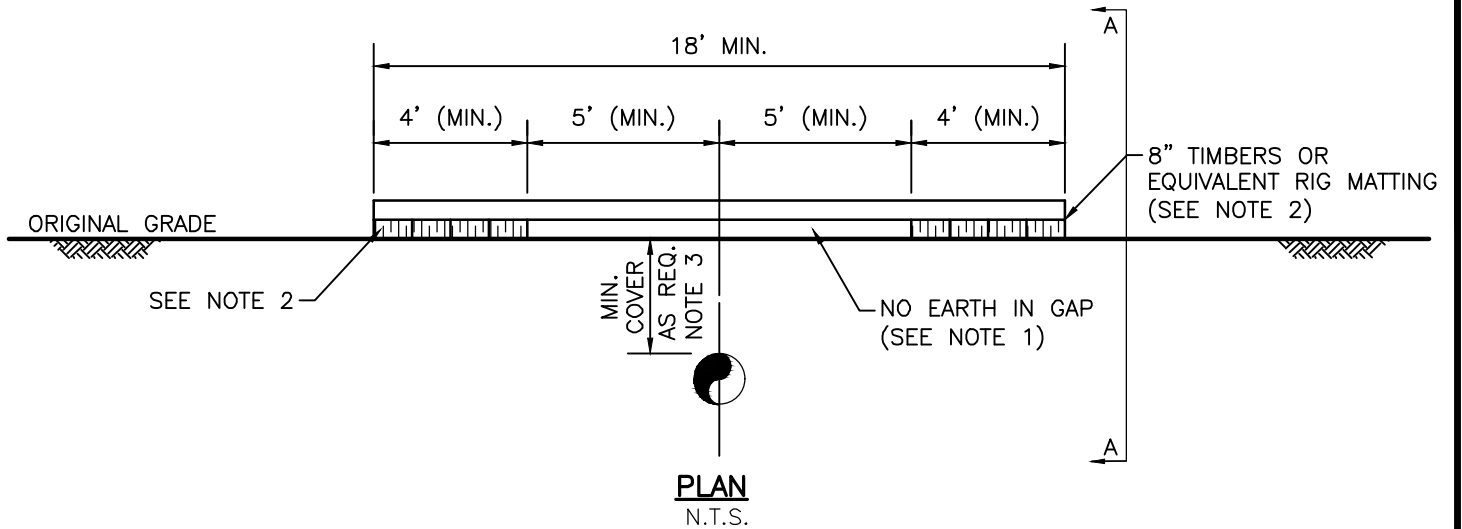 A
18' MIN.
4' (MIN.)
5' (MIN.)
5' (MIN.)
4' (MIN.)
8" TIMBERS OR
EQUIVALENT RIG MATTING
(SEE NOTE 2)
ORIGINAL GRADE
SEE NOTE 2
MIN.
COVER
AS REQ.
NOTE 3
NO EARTH IN GAP
(SEE NOTE 1)
A
PLAN
N.T.S.